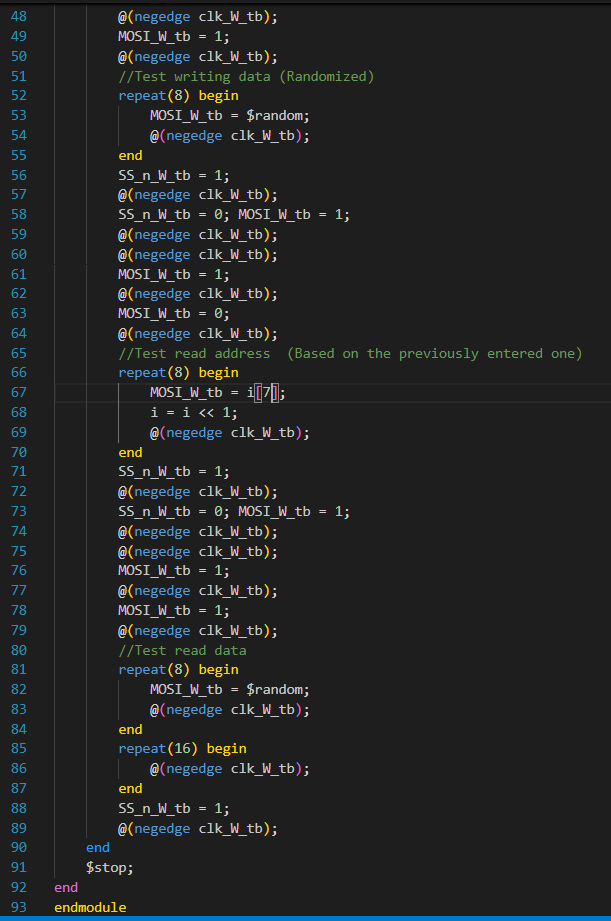 48 @(negedge clk_W_tb);
49 MOSI_W_tb = 1;
50 @(negedge clk_W_tb);
51 //Test writing data (Randomized)
52 repeat(8) begin
53 MOSI_W_tb = $random;
54 @(negedge clk_W_tb);
55 end
56 SS_n_W_tb = 1;
57 @(negedge clk_W_tb);
58 SS_n_W_tb = 0; MOSI_W_tb = 1;
59 @(negedge clk_W_tb);
60 @(negedge clk_W_tb);
61 MOSI_W_tb = 1;
62 @(negedge clk_W_tb);
63 MOSI_W_tb = 0;
64 @(negedge clk_W_tb);
65 //Test read address  (Based on the previously entered one)
66 repeat(8) begin
67 MOSI_W_tb = i[7];
68 i = i << 1;
69 @(negedge clk_W_tb);
70 end
71 SS_n_W_tb = 1;
72 @(negedge clk_W_tb);
73 SS_n_W_tb = 0; MOSI_W_tb = 1;
74 @(negedge clk_W_tb);
75 @(negedge clk_W_tb);
76 MOSI_W_tb = 1;
77 @(negedge clk_W_tb);
78 MOSI_W_tb = 1;
79 @(negedge clk_W_tb);
80 //Test read data
81 repeat(8) begin
82 MOSI_W_tb = $random;
83 @(negedge clk_W_tb);
84 end
85 repeat(16) begin
86 @(negedge clk_W_tb);
87 end
88 SS_n_W_tb = 1;
89 @(negedge clk_W_tb);
90 end
91 $stop;
92 end
93 endmodule